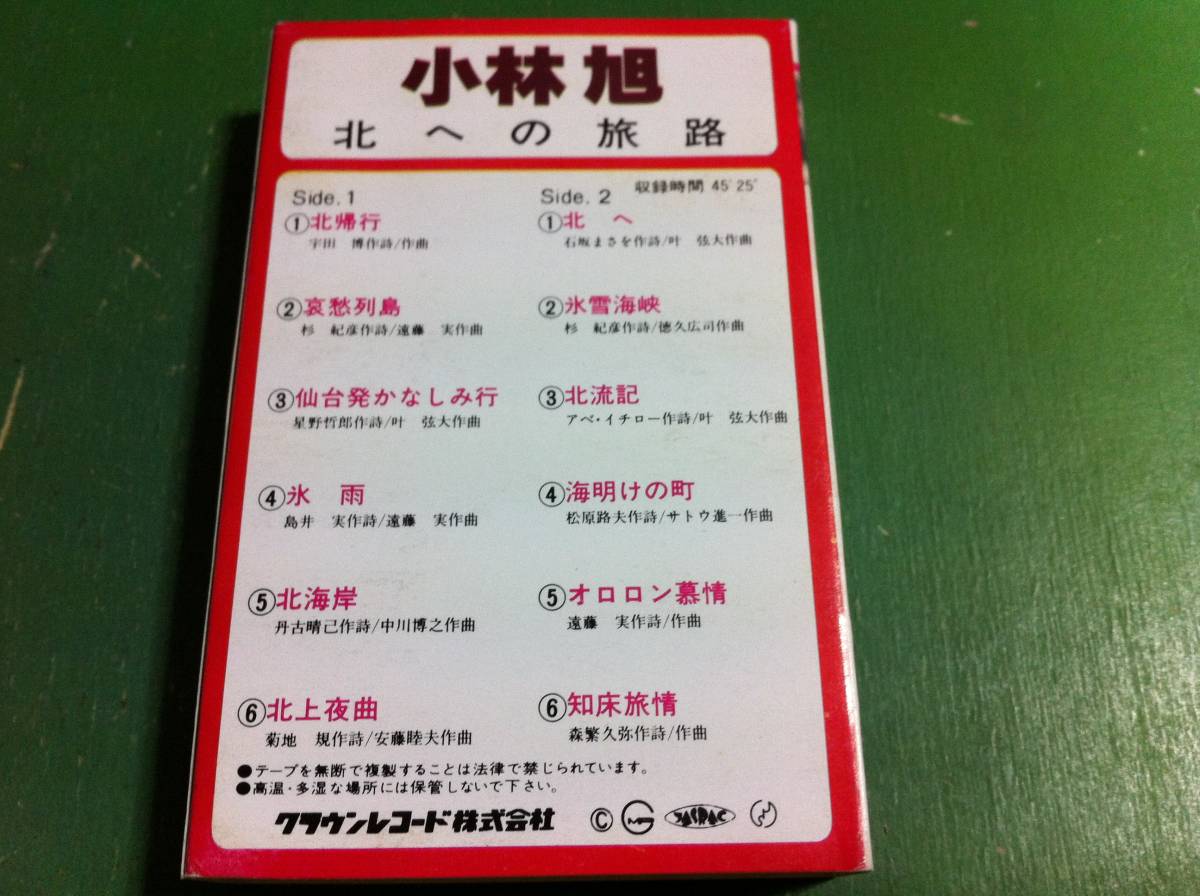 小林旭
北への旅路
収録時間 45'25"
Side. 1
①北帰行
宇田 博作詩/作曲
②哀愁列島
杉 紀彦作詩/遠藤 実作曲
③仙台発かなしみ行
星野哲郎作詩/叶 弦大作曲
④氷 雨
島井 実作詩/遠藤 実作曲
⑤北海岸
丹古晴己作詩/中川博之作曲
⑥北上夜曲
菊地 規作詩/安藤睦夫作曲
Side. 2
①北 へ
石坂まさを作詩/叶 弦大作曲
②氷雪海峡
杉 紀彦作詩/徳久広司作曲
③北流記
アベ・イチロー作詩/叶 弦大作曲
④海明けの町
松原路夫作詩/サトウ進一作曲
⑤オロロン慕情
遠藤 実作詩/作曲
⑥知床旅情
森繁久弥作詩/作曲
●テープを無断で複製することは法律で禁じられています。
●高温・多湿な場所には保管しないで下さい。
クラウンレコード株式会社 © JASRAC